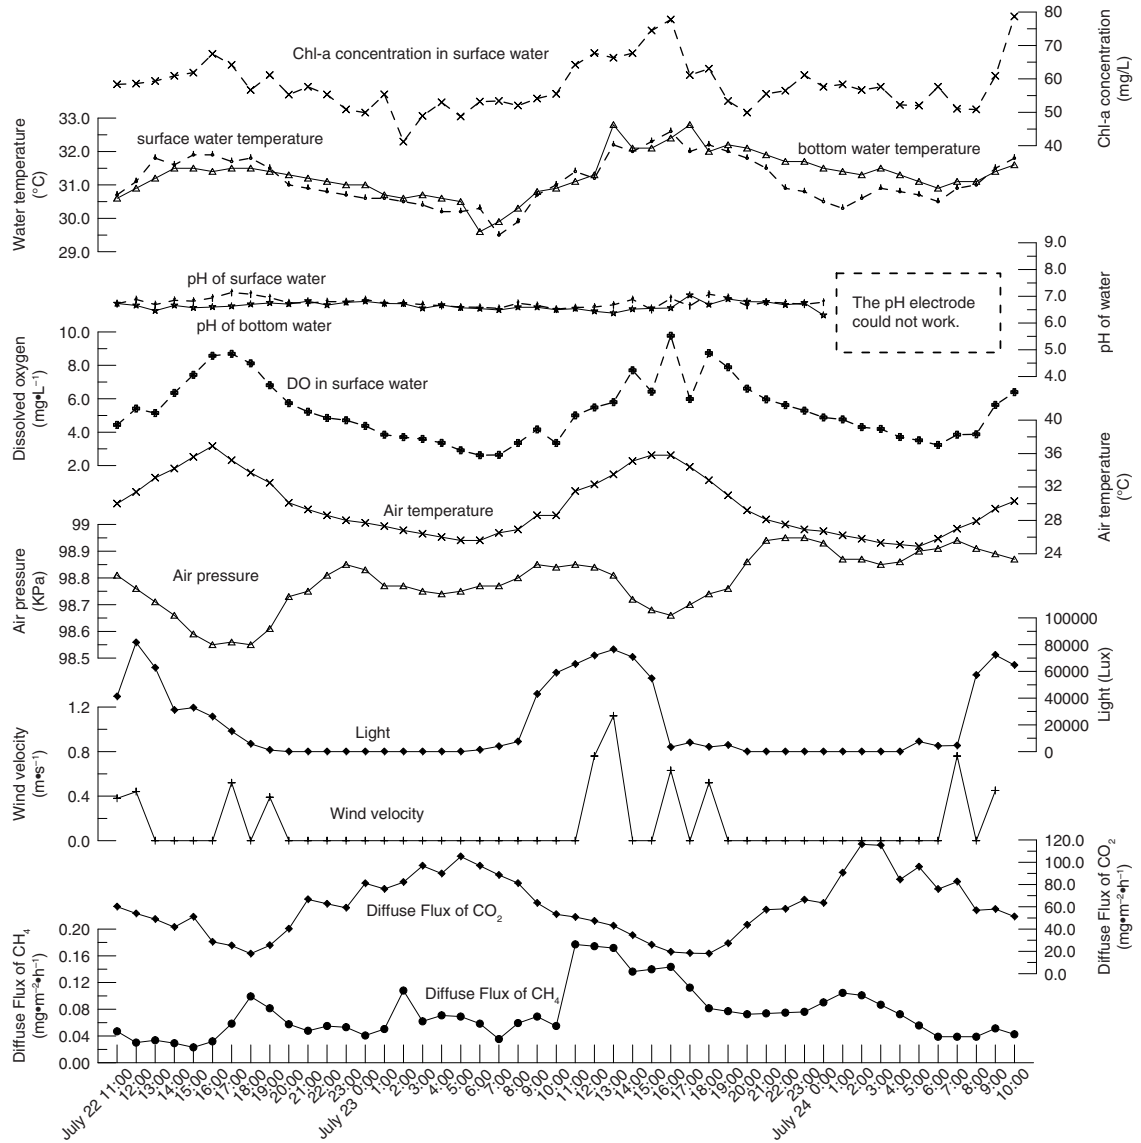 80
70
60
50
40
Chl-a concentration
(mg/L)
Chl-a concentration in surface water
33.0
32.0
31.0
30.0
29.0
Water temperature
(°C)
surface water temperature
bottom water temperature
9.0
8.0
7.0
6.0
5.0
4.0
pH of water
pH of surface water
pH of bottom water
The pH electrode
could not work.
10.0
8.0
6.0
4.0
2.0
Dissolved oxygen
(mg•L⁻¹)
DO in surface water
40
36
32
28
24
Air temperature
(°C)
Air temperature
99
98.9
98.8
98.7
98.6
98.5
Air pressure
(KPa)
Air pressure
100000
80000
60000
40000
20000
0
Light (Lux)
Light
1.2
0.8
0.4
0.0
Wind velocity
(m•s⁻¹)
Wind velocity
120.0
100.0
80.0
60.0
40.0
20.0
0.0
Diffuse Flux of CO₂
(mg•m⁻²•h⁻¹)
Diffuse Flux of CO₂
0.20
0.16
0.12
0.08
0.04
0.00
Diffuse Flux of CH₄
(mg•m⁻²•h⁻¹)
Diffuse Flux of CH₄
July 22 11:00
12:00
13:00
14:00
15:00
16:00
17:00
18:00
19:00
20:00
21:00
22:00
23:00
July 23 0:00
1:00
2:00
3:00
4:00
5:00
6:00
7:00
8:00
9:00
10:00
11:00
12:00
13:00
14:00
15:00
16:00
17:00
18:00
19:00
20:00
21:00
22:00
23:00
July 24 0:00
1:00
2:00
3:00
4:00
5:00
6:00
7:00
8:00
9:00
10:00